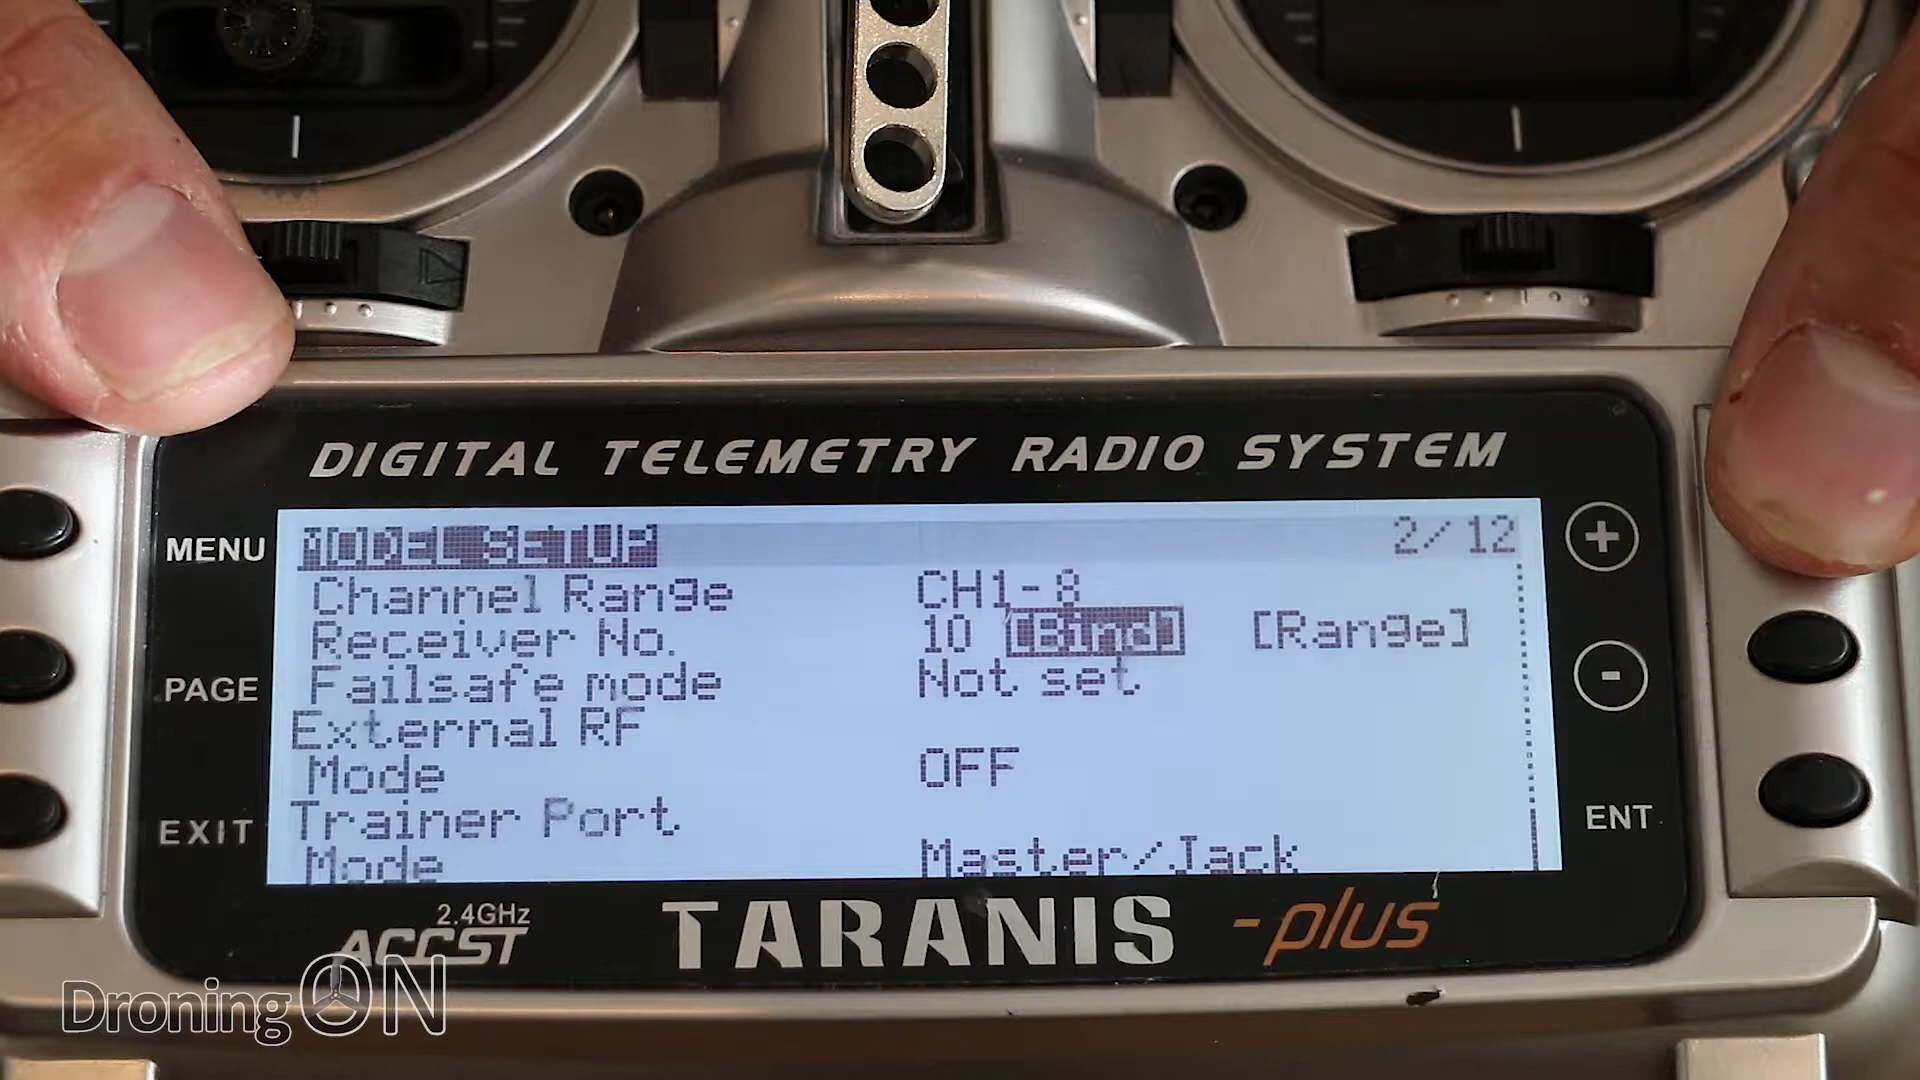 DIGITAL TELEMETRY RADIO SYSTEM
MENU
PAGE
EXIT
MODEL SETUP 2/12
Channel Range CH1-8
Receiver No. 10 [Bind] [Range]
Failsafe mode Not set
External RF
Mode OFF
Trainer Port
Mode Master/Jack
+
-
ENT
2.4GHz
ACCST
TARANIS -plus
DroningON